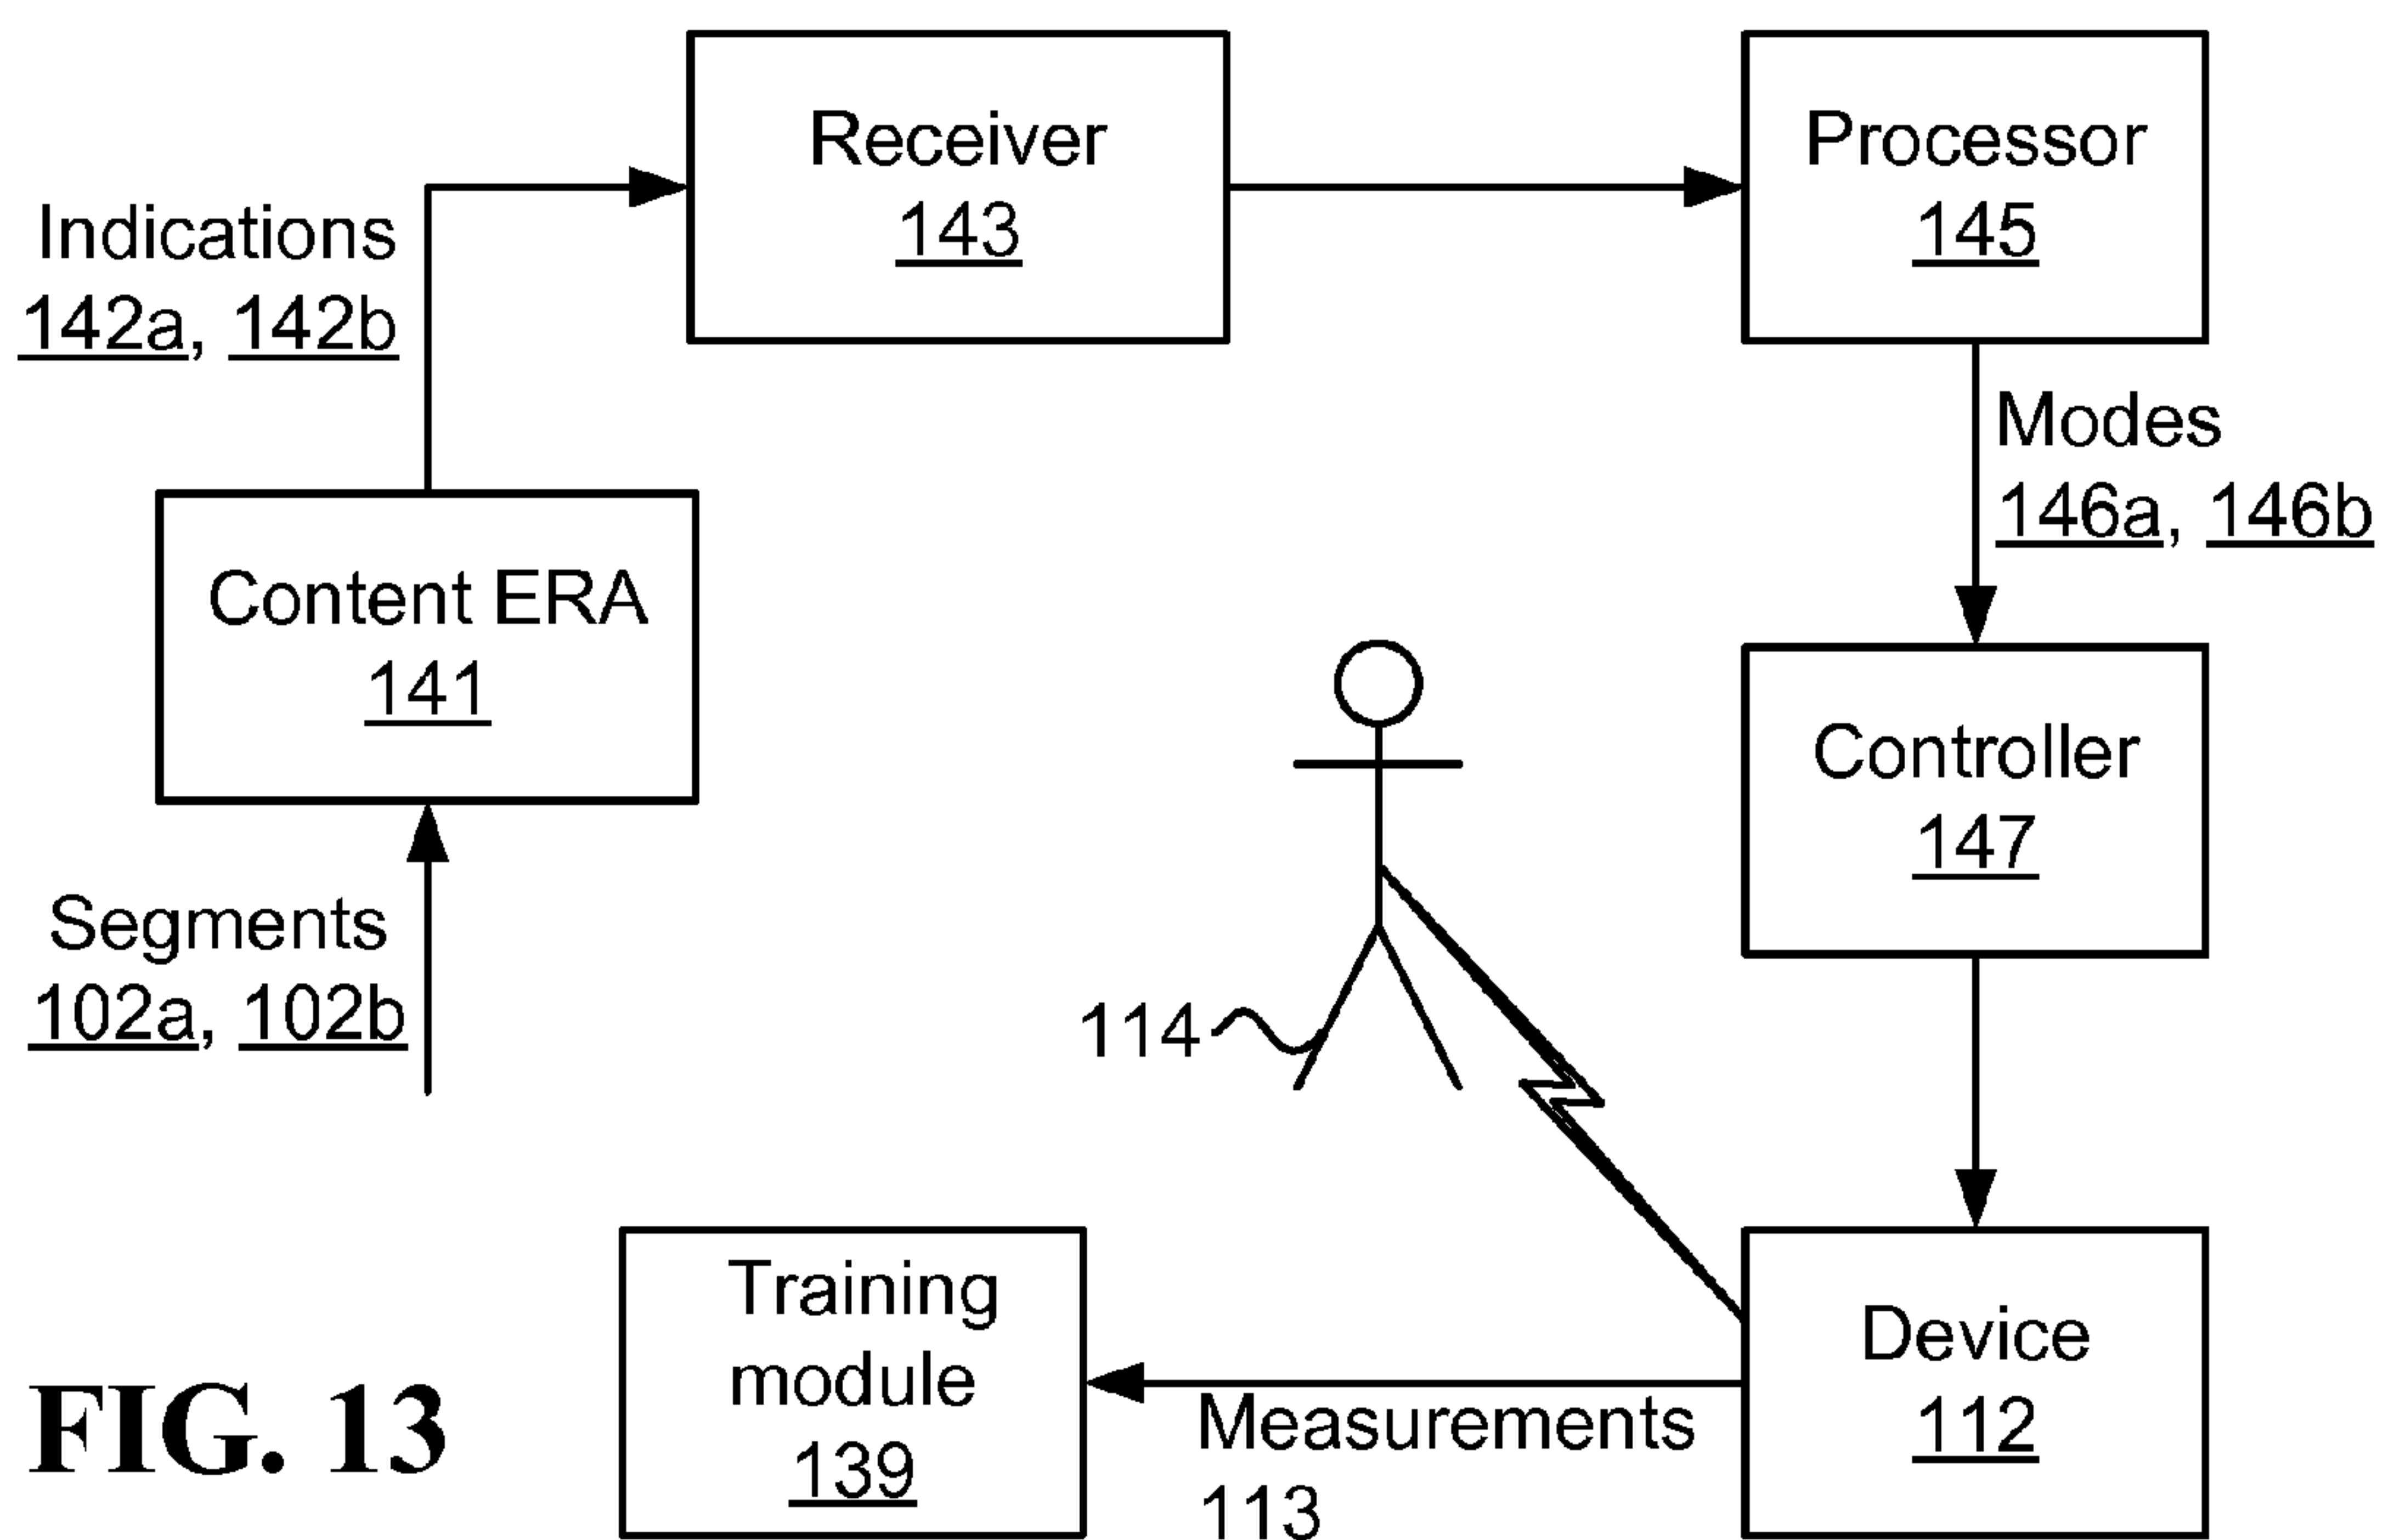 Receiver
143
Processor
145
Indications
142a, 142b
Modes
146a, 146b
Content ERA
141
Controller
147
Segments
102a, 102b
114
Training
module
139
Measurements
113
Device
112
FIG. 13